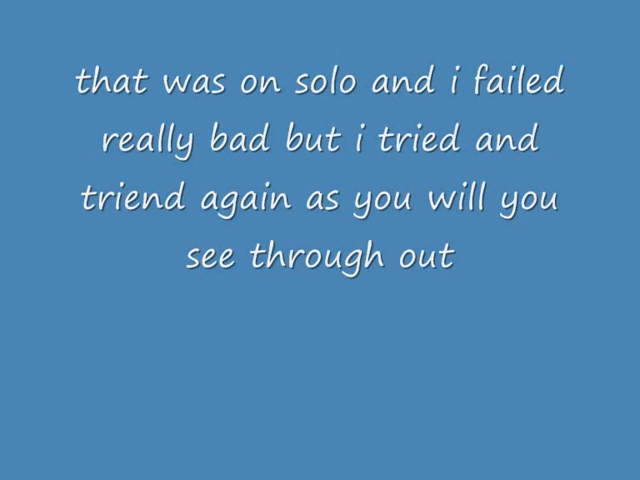 that was on solo and i failed
really bad but i tried and
triend again as you will you
see through out